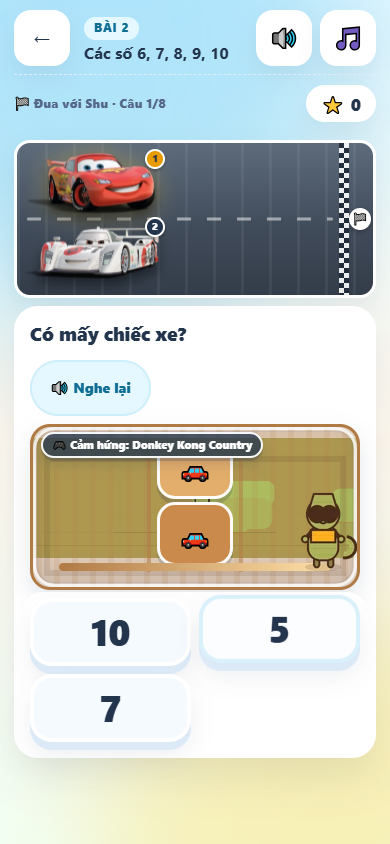 ←
BÀI 2
Các số 6, 7, 8, 9, 10
Đua với Shu · Câu 1/8
0
1
2
Có mấy chiếc xe?
Nghe lại
Cảm hứng: Donkey Kong Country
10
5
7